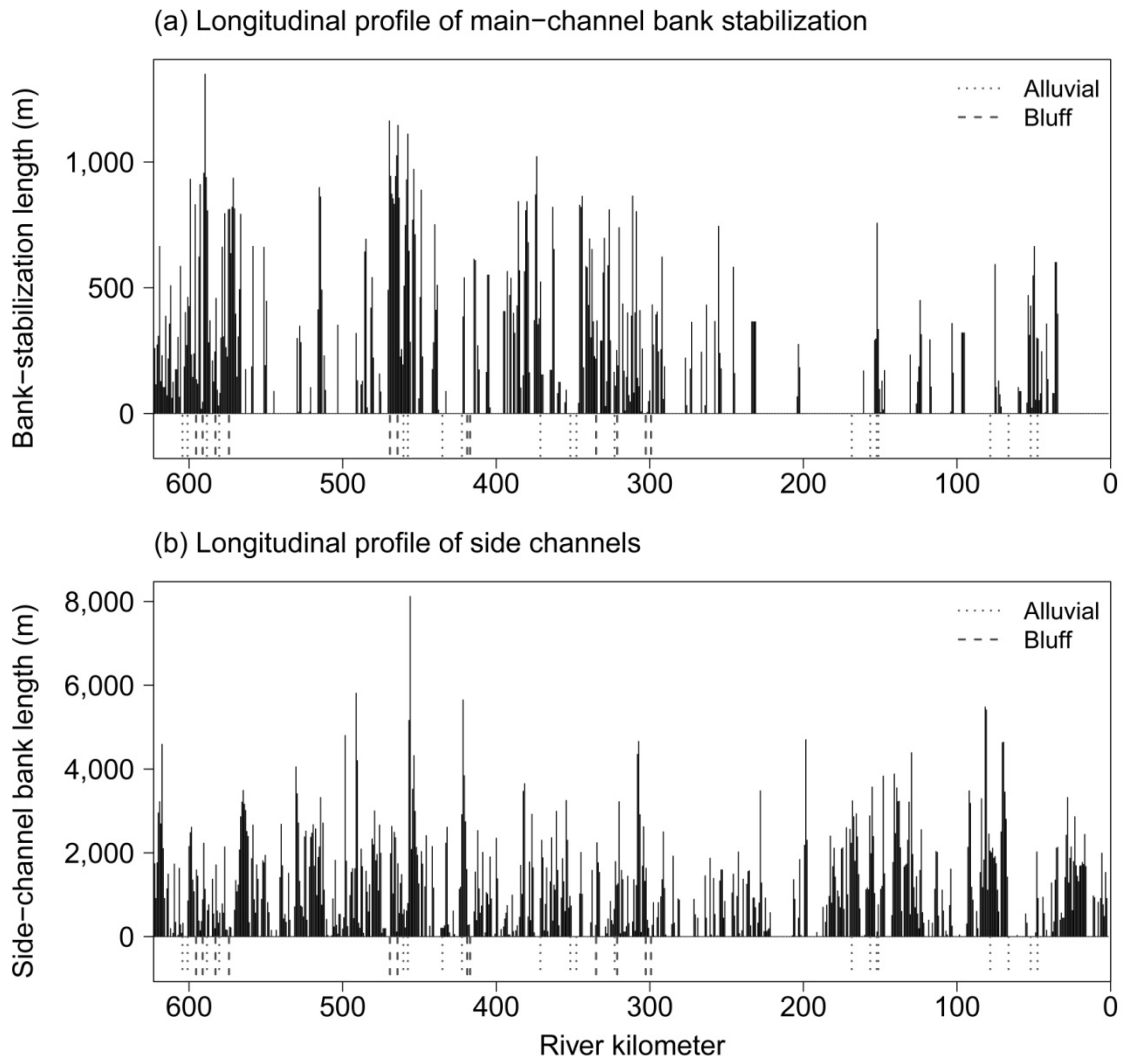 (a) Longitudinal profile of main−channel bank stabilization
Bank−stabilization length (m)
1,000
500
0
Alluvial
Bluff
600 500 400 300 200 100 0
(b) Longitudinal profile of side channels
Side−channel bank length (m)
8,000
6,000
4,000
2,000
0
Alluvial
Bluff
600 500 400 300 200 100 0
River kilometer